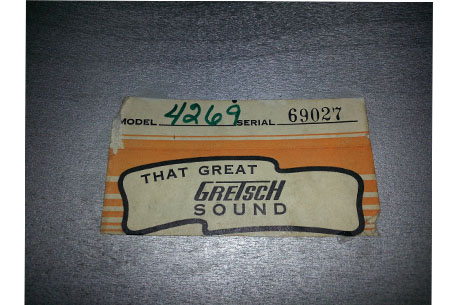 MODEL 4269 SERIAL 69027
THAT GREAT
GRETSCH
SOUND